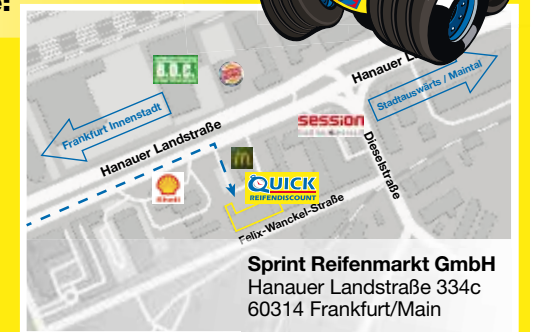 e:
Hanauer L
B.O.C.
Stadtauswärts / Maintal
session
Frankfurt Innenstadt
Hanauer Landstraße
Dieselstraße
Shell
QUICK
REIFENDISCOUNT
Felix-Wanckel-Straße
Sprint Reifenmarkt GmbH
Hanauer Landstraße 334c
60314 Frankfurt/Main